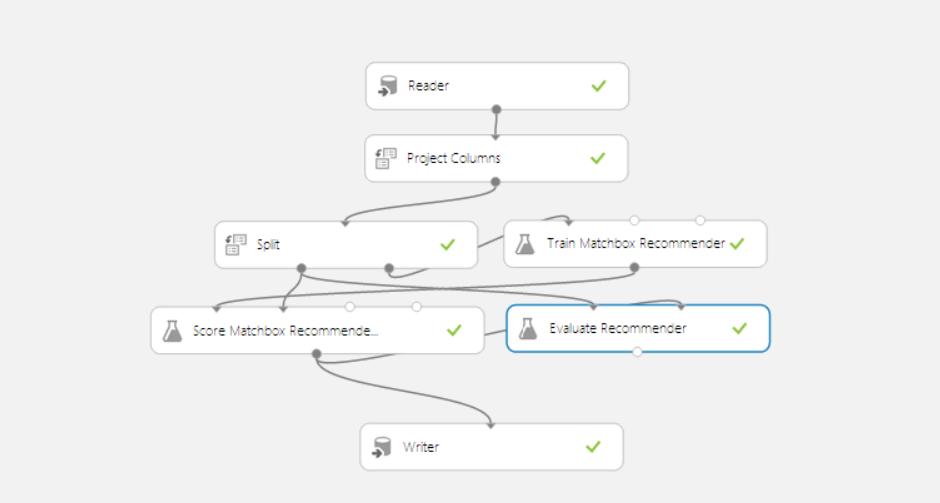 Reader
Project Columns
Split
Train Matchbox Recommender
Score Matchbox Recommende...
Evaluate Recommender
Writer